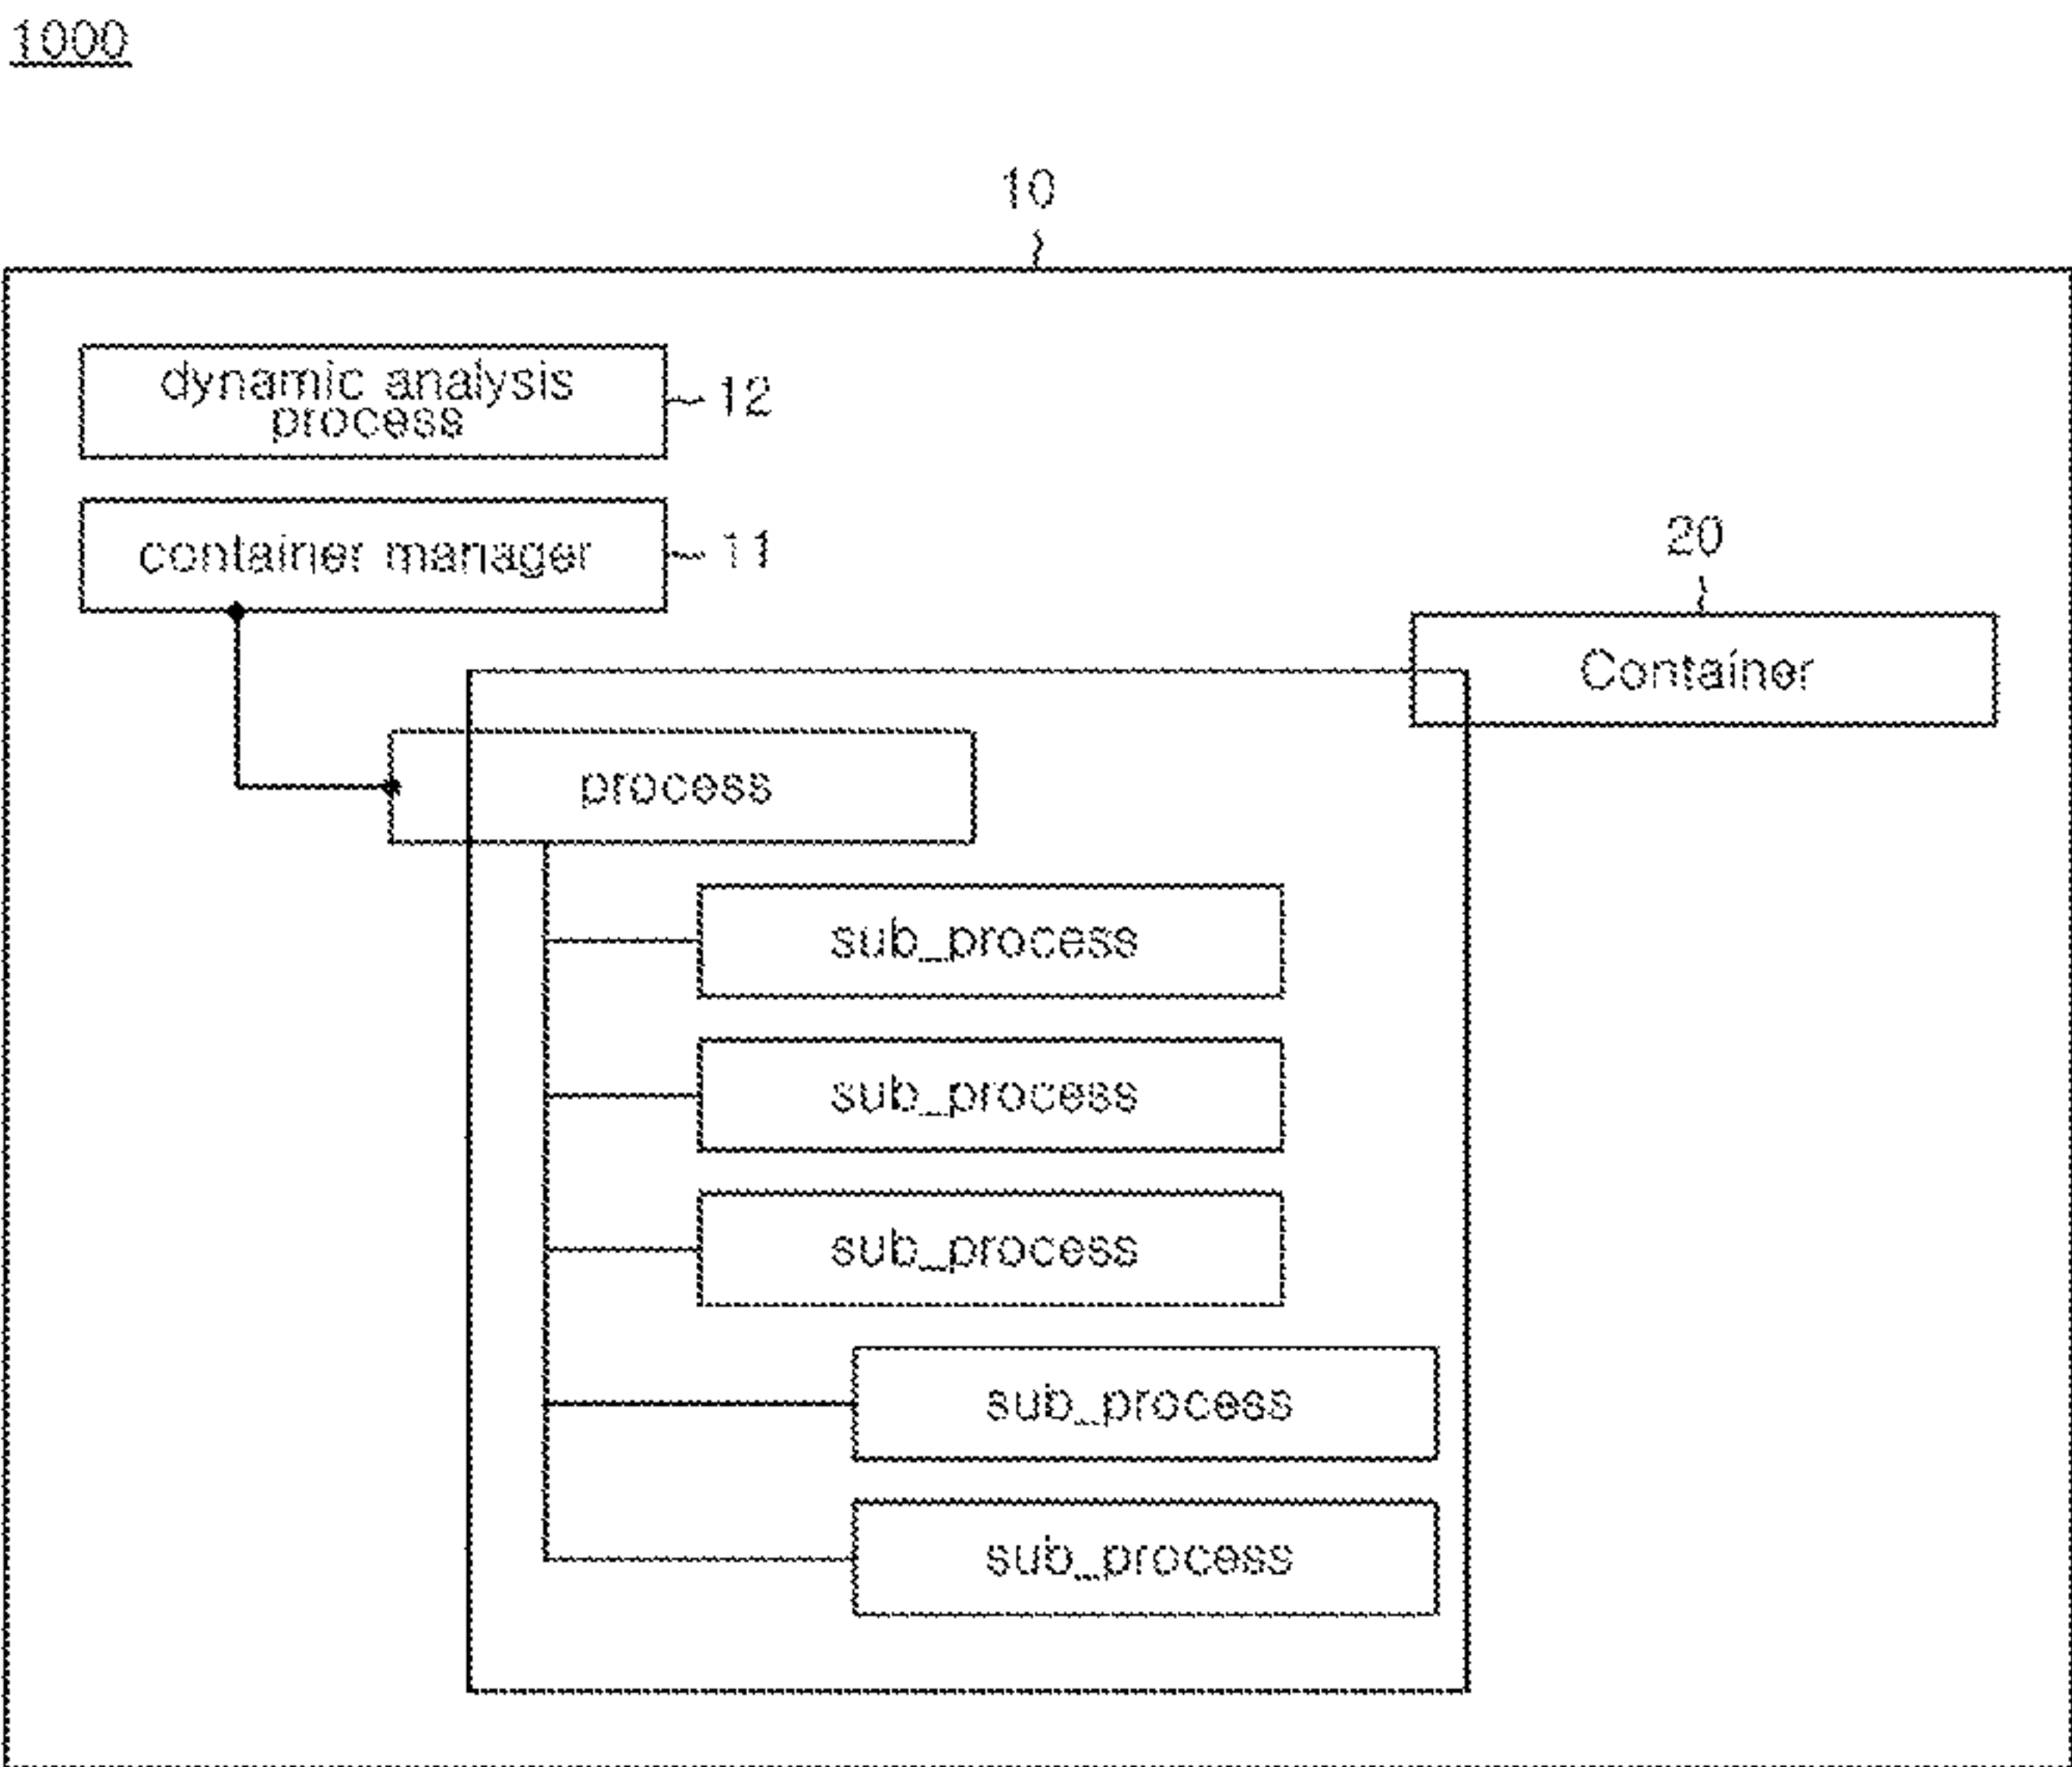 1000
10
dynamic analysis
process
12
container manager
11
20
Container
process
sub_process
sub_process
sub_process
sub_process
sub_process